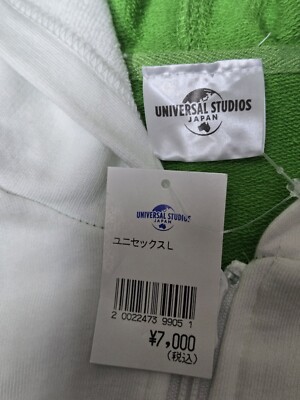 UNIVERSAL STUDIOS
JAPAN
UNIVERSAL STUDIOS
JAPAN
ユニセックス L
2 0022473 9905 1
¥7,000
(税込)